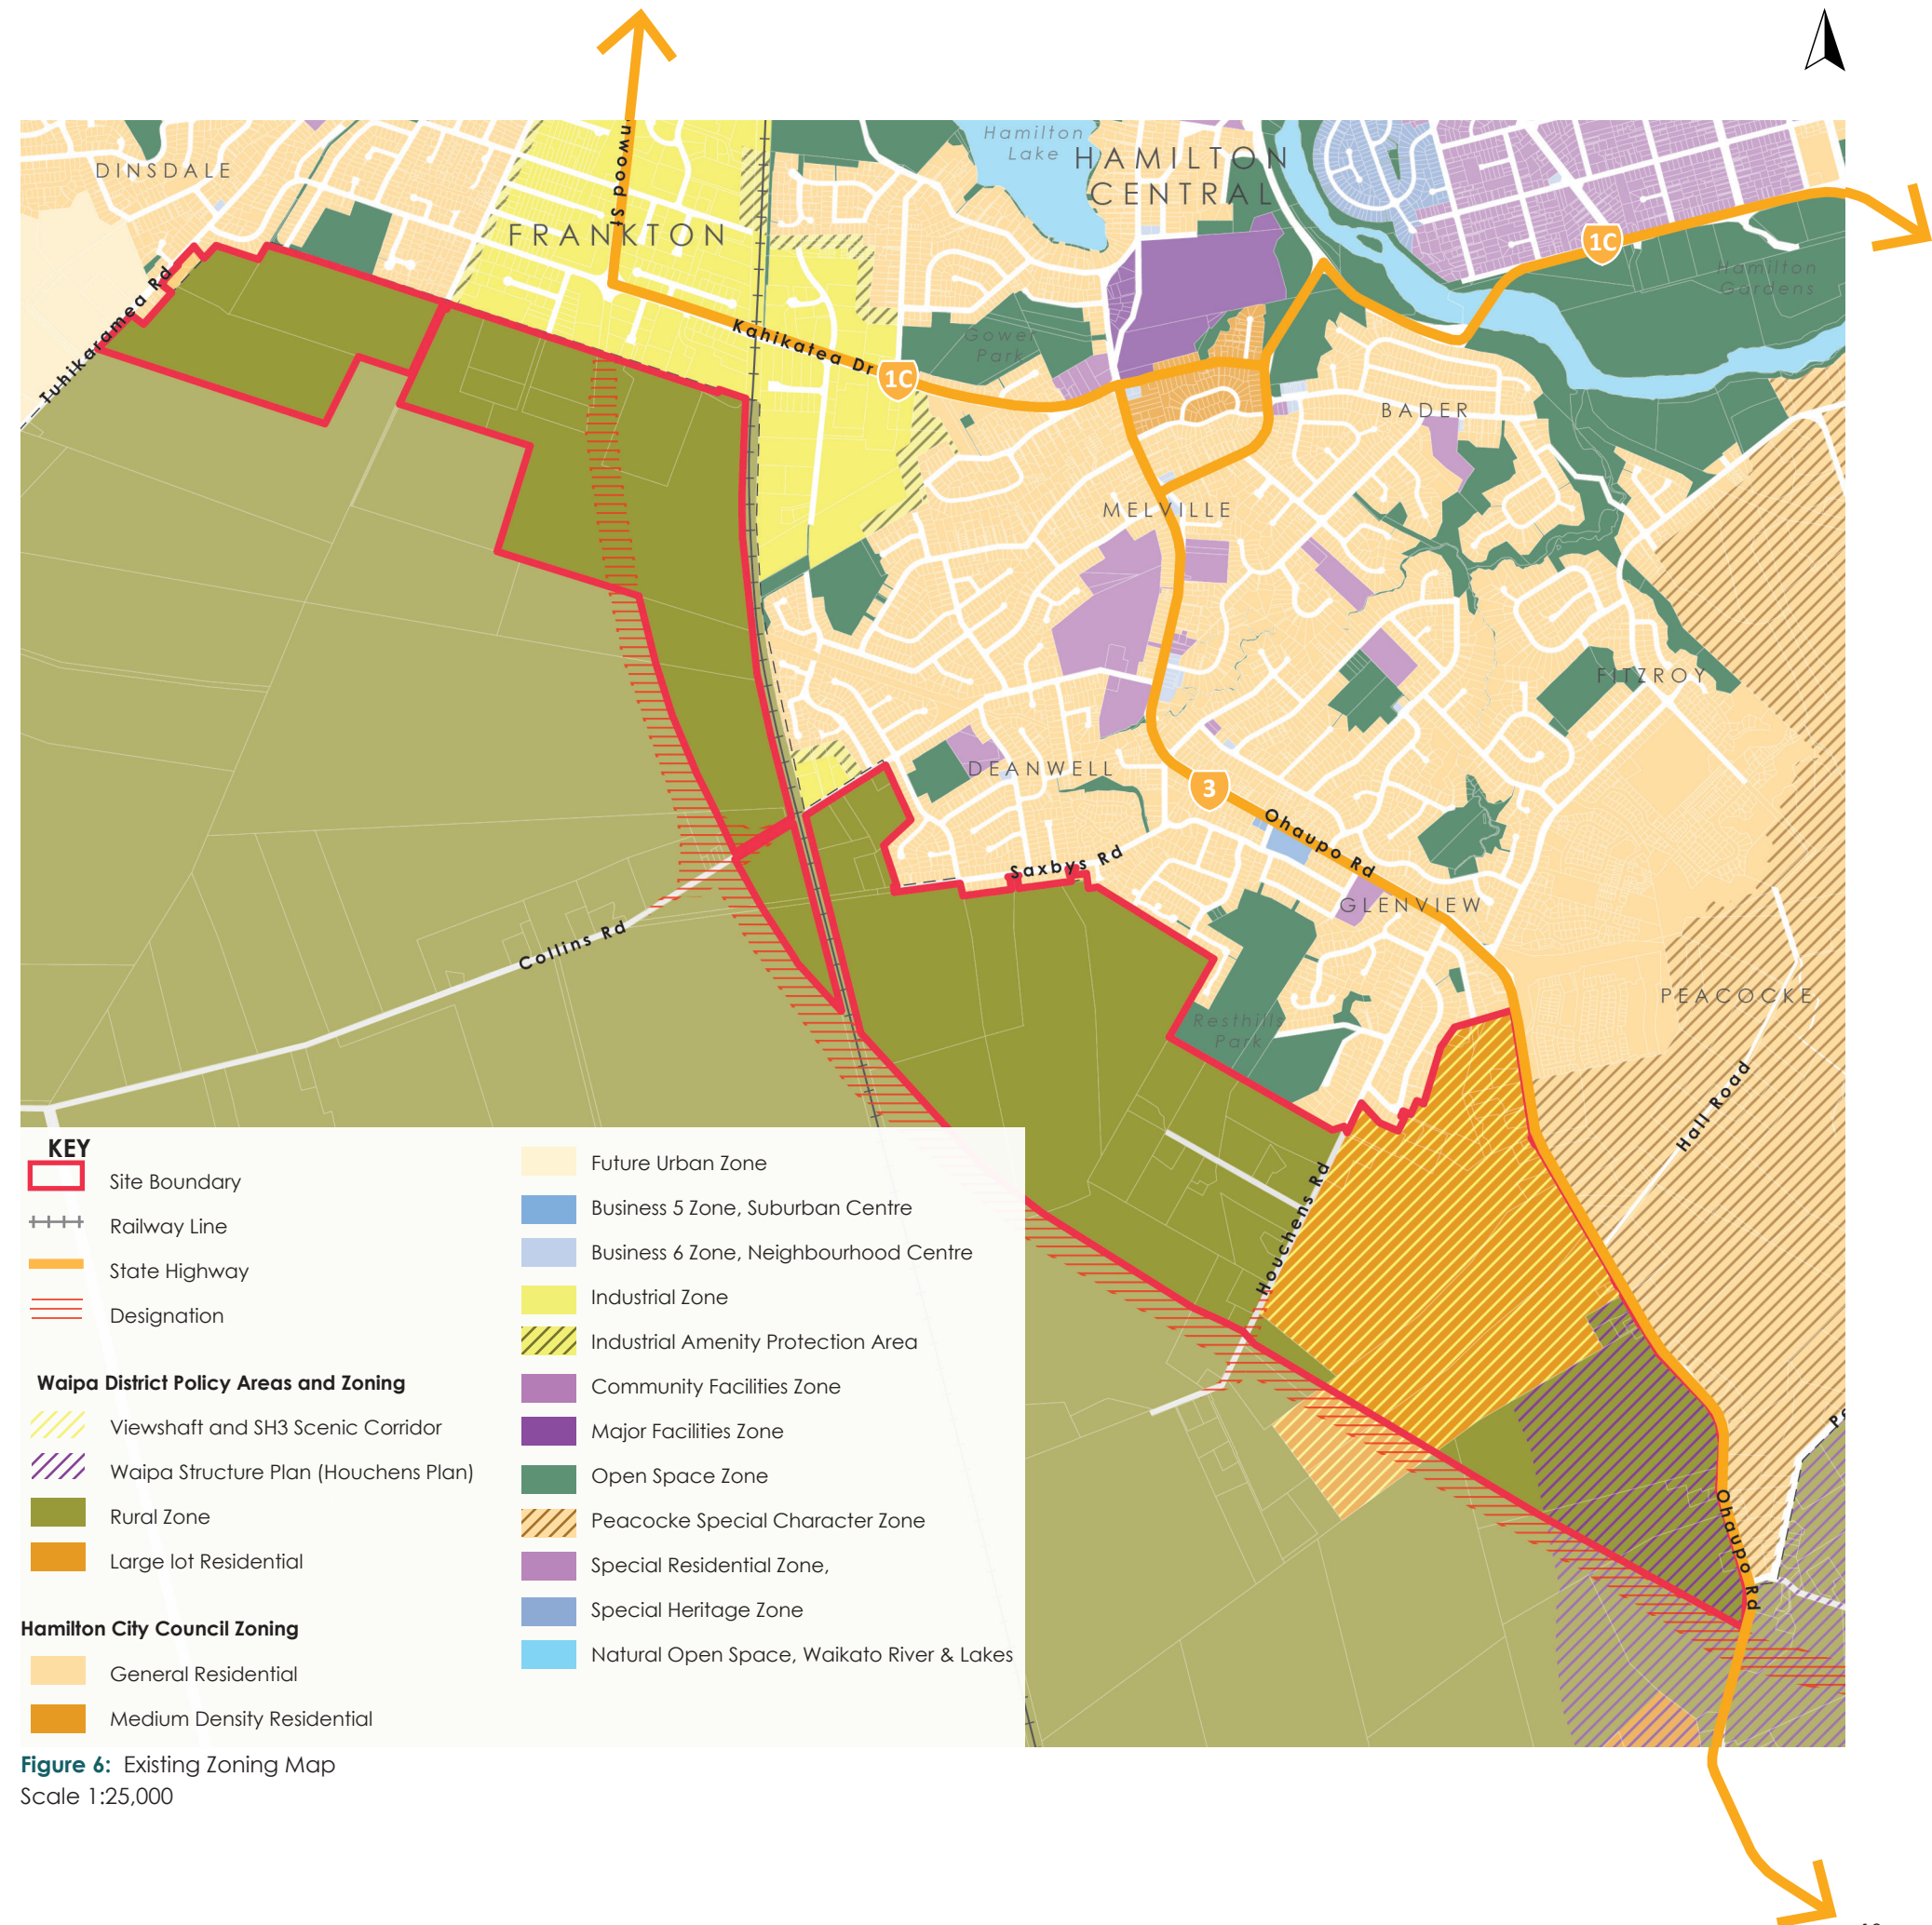 Hamilton
Lake
HAMILTON
CENTRAL
DINSDALE
FRANKTON
nwood St
1C
Hamilton
Gardens
Tuhikaramea Rd
Kahikatea Dr
1C
Gower
Park
BADER
MELVILLE
FITZROY
DEANWELL
3
Ohaupo Rd
Saxbys Rd
GLENVIEW
Collins Rd
PEACOCKE
Resthills
Park
Hall Road
Houchens Rd
Pe
Ohaupo Rd
KEY
Site Boundary
Railway Line
State Highway
Designation
Waipa District Policy Areas and Zoning
Viewshaft and SH3 Scenic Corridor
Waipa Structure Plan (Houchens Plan)
Rural Zone
Large lot Residential
Hamilton City Council Zoning
General Residential
Medium Density Residential
Future Urban Zone
Business 5 Zone, Suburban Centre
Business 6 Zone, Neighbourhood Centre
Industrial Zone
Industrial Amenity Protection Area
Community Facilities Zone
Major Facilities Zone
Open Space Zone
Peacocke Special Character Zone
Special Residential Zone,
Special Heritage Zone
Natural Open Space, Waikato River & Lakes
Figure 6: Existing Zoning Map
Scale 1:25,000